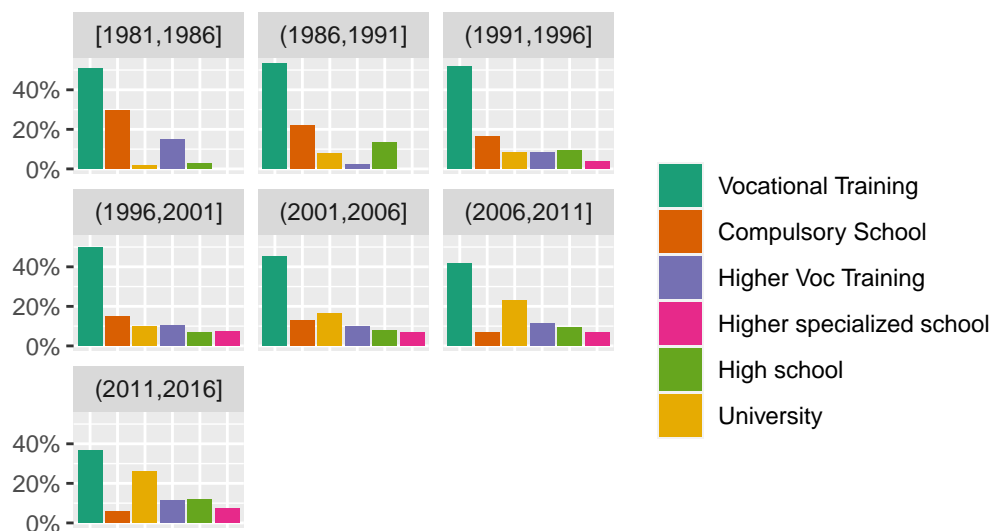 [1981,1986]
(1986,1991]
(1991,1996]
40%
20%
0%
(1996,2001]
(2001,2006]
(2006,2011]
40%
20%
0%
(2011,2016]
40%
20%
0%
Vocational Training
Compulsory School
Higher Voc Training
Higher specialized school
High school
University